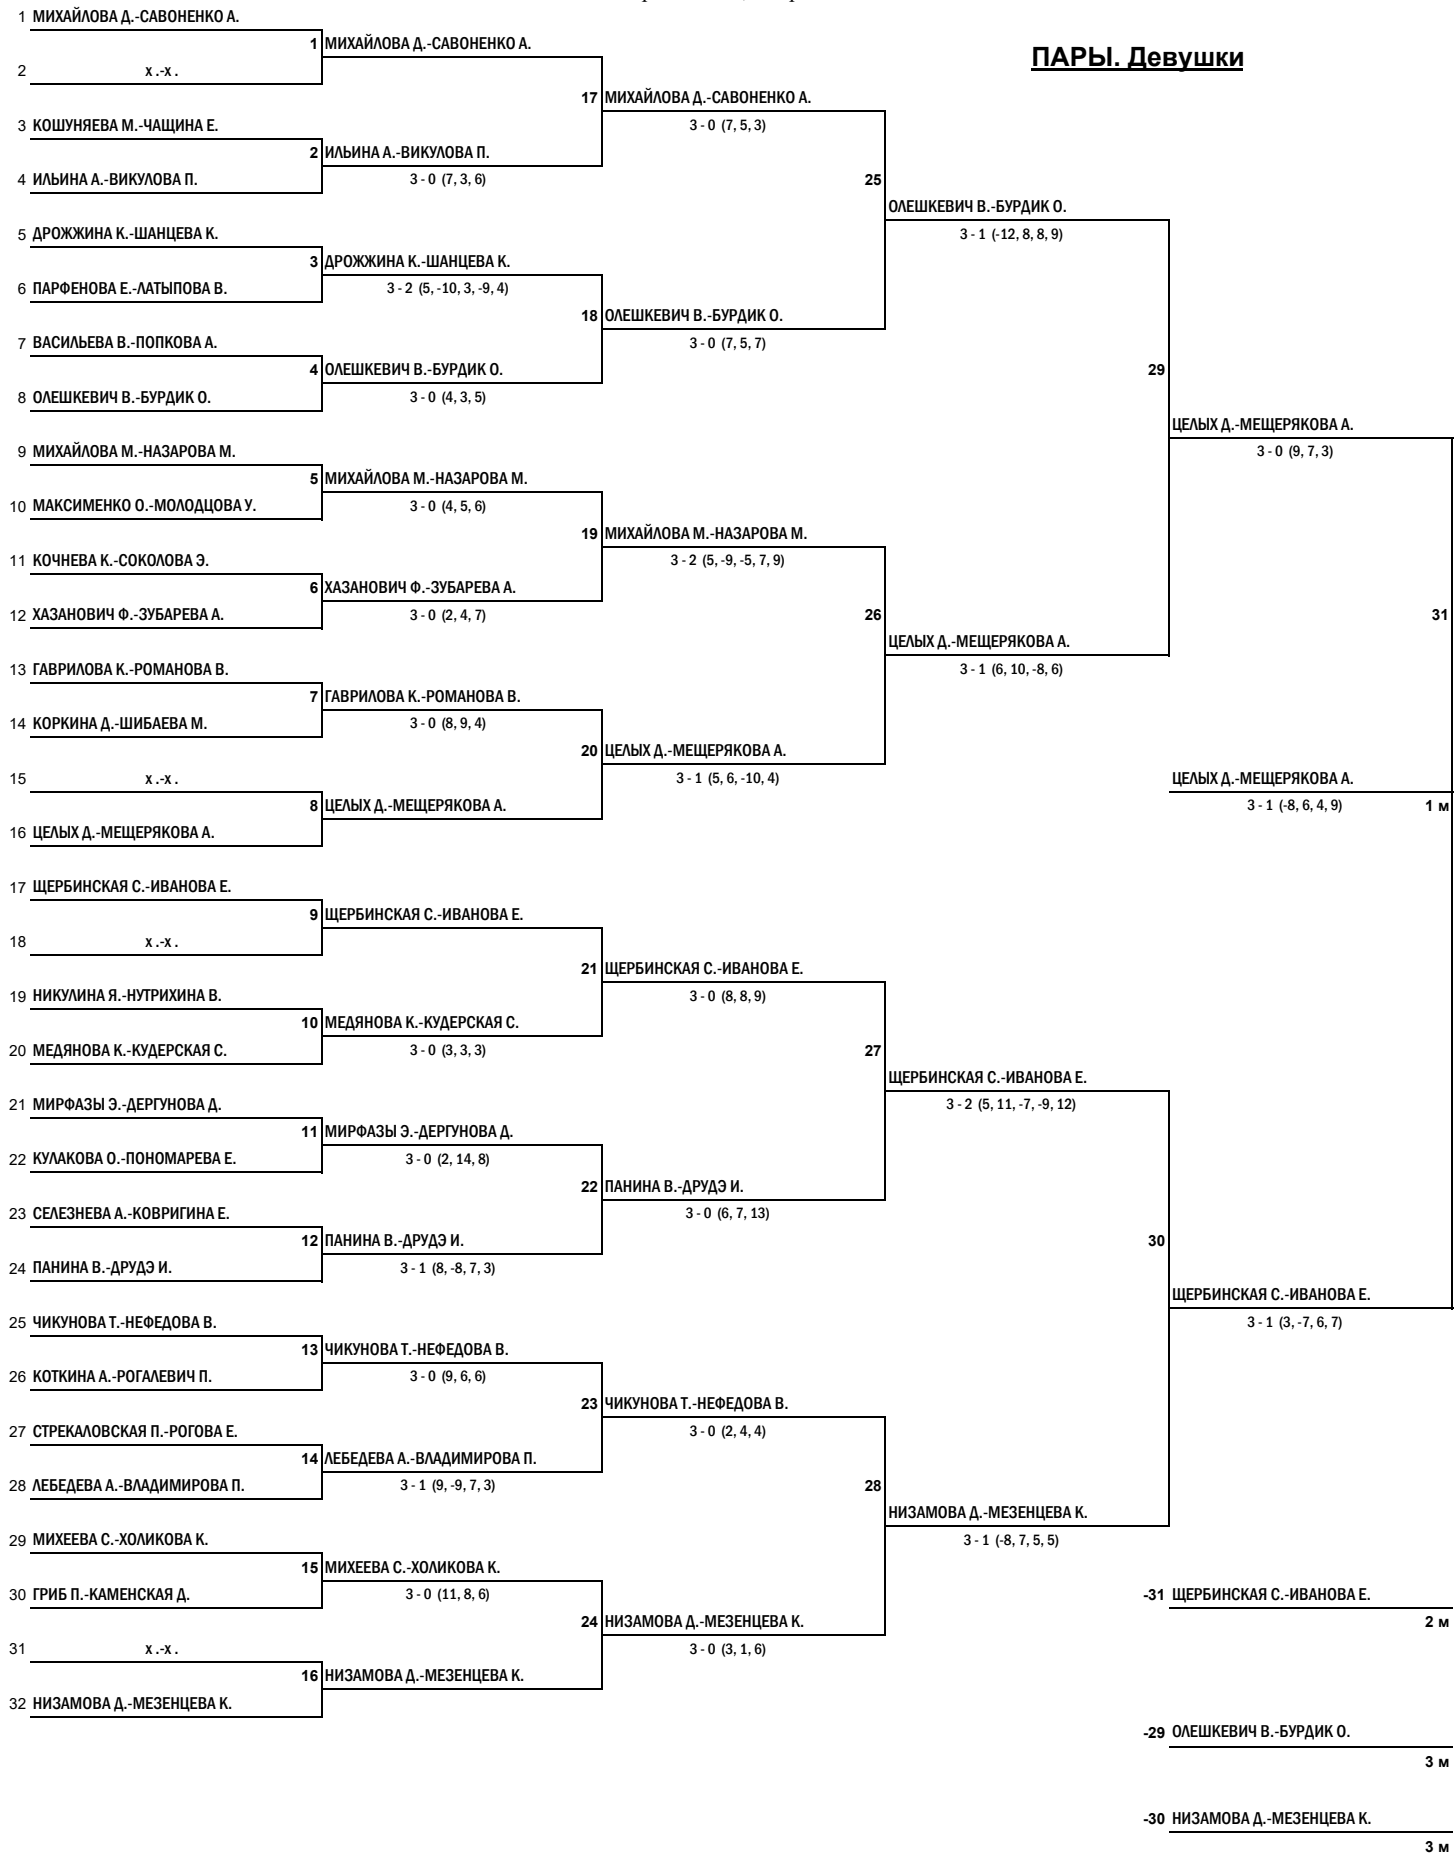 ПАРЫ. Девушки
1 МИХАЙЛОВА Д.-САВОНЕНКО А.
1 МИХАЙЛОВА Д.-САВОНЕНКО А.
2 х .-х .
17 МИХАЙЛОВА Д.-САВОНЕНКО А.
3 - 0 (7, 5, 3)
3 КОШУНЯЕВА М.-ЧАЩИНА Е.
2 ИЛЬИНА А.-ВИКУЛОВА П.
3 - 0 (7, 3, 6)
4 ИЛЬИНА А.-ВИКУЛОВА П.
25
ОЛЕШКЕВИЧ В.-БУРДИК О.
3 - 1 (-12, 8, 8, 9)
5 ДРОЖЖИНА К.-ШАНЦЕВА К.
3 ДРОЖЖИНА К.-ШАНЦЕВА К.
3 - 2 (5, -10, 3, -9, 4)
6 ПАРФЕНОВА Е.-ЛАТЫПОВА В.
18 ОЛЕШКЕВИЧ В.-БУРДИК О.
3 - 0 (7, 5, 7)
7 ВАСИЛЬЕВА В.-ПОПКОВА А.
4 ОЛЕШКЕВИЧ В.-БУРДИК О.
3 - 0 (4, 3, 5)
8 ОЛЕШКЕВИЧ В.-БУРДИК О.
29
ЦЕЛЫХ Д.-МЕЩЕРЯКОВА А.
3 - 0 (9, 7, 3)
9 МИХАЙЛОВА М.-НАЗАРОВА М.
5 МИХАЙЛОВА М.-НАЗАРОВА М.
3 - 0 (4, 5, 6)
10 МАКСИМЕНКО О.-МОЛОДЦОВА У.
19 МИХАЙЛОВА М.-НАЗАРОВА М.
3 - 2 (5, -9, -5, 7, 9)
11 КОЧНЕВА К.-СОКОЛОВА Э.
6 ХАЗАНОВИЧ Ф.-ЗУБАРЕВА А.
3 - 0 (2, 4, 7)
12 ХАЗАНОВИЧ Ф.-ЗУБАРЕВА А.
26
31
ЦЕЛЫХ Д.-МЕЩЕРЯКОВА А.
3 - 1 (6, 10, -8, 6)
13 ГАВРИЛОВА К.-РОМАНОВА В.
7 ГАВРИЛОВА К.-РОМАНОВА В.
3 - 0 (8, 9, 4)
14 КОРКИНА Д.-ШИБАЕВА М.
20 ЦЕЛЫХ Д.-МЕЩЕРЯКОВА А.
3 - 1 (5, 6, -10, 4)
15 х .-х .
8 ЦЕЛЫХ Д.-МЕЩЕРЯКОВА А.
16 ЦЕЛЫХ Д.-МЕЩЕРЯКОВА А.
ЦЕЛЫХ Д.-МЕЩЕРЯКОВА А.
3 - 1 (-8, 6, 4, 9) 1 м
17 ЩЕРБИНСКАЯ С.-ИВАНОВА Е.
9 ЩЕРБИНСКАЯ С.-ИВАНОВА Е.
18 х .-х .
21 ЩЕРБИНСКАЯ С.-ИВАНОВА Е.
3 - 0 (8, 8, 9)
19 НИКУЛИНА Я.-НУТРИХИНА В.
10 МЕДЯНОВА К.-КУДЕРСКАЯ С.
3 - 0 (3, 3, 3)
20 МЕДЯНОВА К.-КУДЕРСКАЯ С.
27
ЩЕРБИНСКАЯ С.-ИВАНОВА Е.
3 - 2 (5, 11, -7, -9, 12)
21 МИРФАЗЫ Э.-ДЕРГУНОВА Д.
11 МИРФАЗЫ Э.-ДЕРГУНОВА Д.
3 - 0 (2, 14, 8)
22 КУЛАКОВА О.-ПОНОМАРЕВА Е.
22 ПАНИНА В.-ДРУДЭ И.
3 - 0 (6, 7, 13)
23 СЕЛЕЗНЕВА А.-КОВРИГИНА Е.
12 ПАНИНА В.-ДРУДЭ И.
3 - 1 (8, -8, 7, 3)
24 ПАНИНА В.-ДРУДЭ И.
30
ЩЕРБИНСКАЯ С.-ИВАНОВА Е.
3 - 1 (3, -7, 6, 7)
25 ЧИКУНОВА Т.-НЕФЕДОВА В.
13 ЧИКУНОВА Т.-НЕФЕДОВА В.
3 - 0 (9, 6, 6)
26 КОТКИНА А.-РОГАЛЕВИЧ П.
23 ЧИКУНОВА Т.-НЕФЕДОВА В.
3 - 0 (2, 4, 4)
27 СТРЕКАЛОВСКАЯ П.-РОГОВА Е.
14 ЛЕБЕДЕВА А.-ВЛАДИМИРОВА П.
3 - 1 (9, -9, 7, 3)
28 ЛЕБЕДЕВА А.-ВЛАДИМИРОВА П.
28
НИЗАМОВА Д.-МЕЗЕНЦЕВА К.
3 - 1 (-8, 7, 5, 5)
29 МИХЕЕВА С.-ХОЛИКОВА К.
15 МИХЕЕВА С.-ХОЛИКОВА К.
3 - 0 (11, 8, 6)
30 ГРИБ П.-КАМЕНСКАЯ Д.
24 НИЗАМОВА Д.-МЕЗЕНЦЕВА К.
3 - 0 (3, 1, 6)
31 х .-х .
16 НИЗАМОВА Д.-МЕЗЕНЦЕВА К.
32 НИЗАМОВА Д.-МЕЗЕНЦЕВА К.
-31 ЩЕРБИНСКАЯ С.-ИВАНОВА Е.
2 м
-29 ОЛЕШКЕВИЧ В.-БУРДИК О.
3 м
-30 НИЗАМОВА Д.-МЕЗЕНЦЕВА К.
3 м